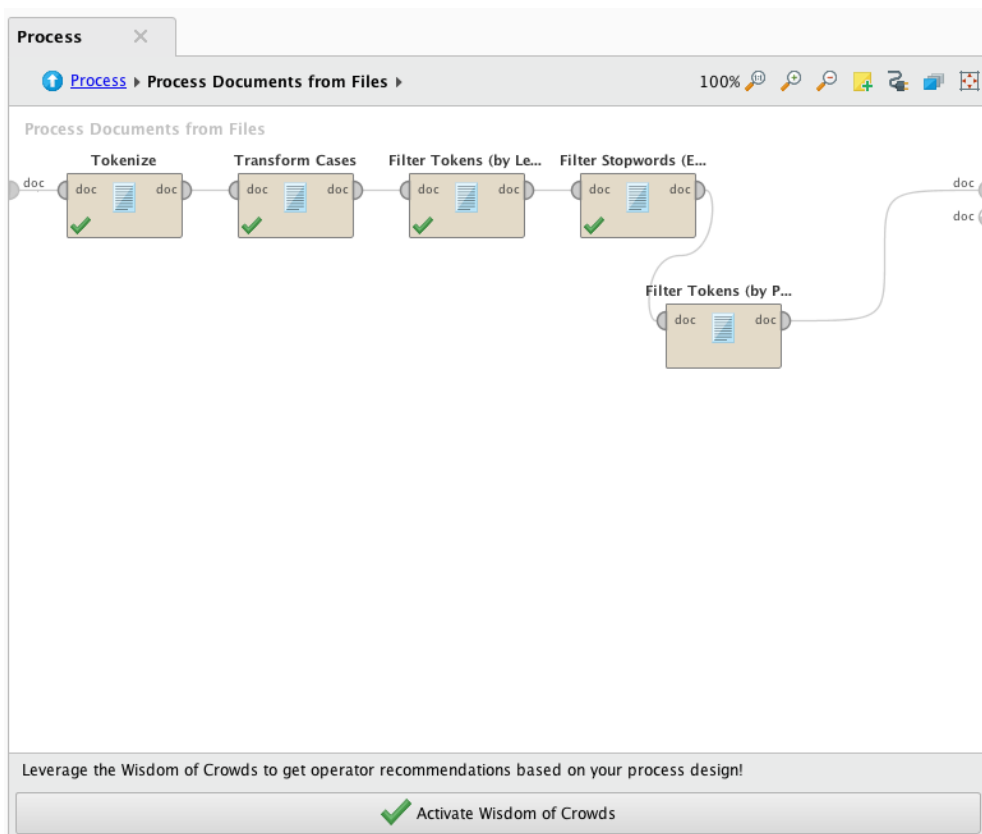 Process
Process Process Documents from Files
100%
Process Documents from Files
Tokenize Transform Cases Filter Tokens (by Le... Filter Stopwords (E...
doc doc doc doc doc doc doc doc doc doc
doc
Filter Tokens (by P...
doc doc
Leverage the Wisdom of Crowds to get operator recommendations based on your process design!
Activate Wisdom of Crowds